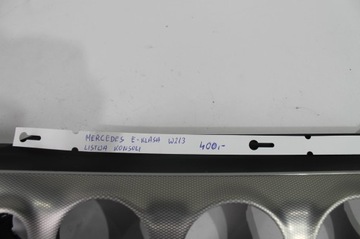 MERCEDES E-KLASA W213 400,-
LISTWA KONSOLI